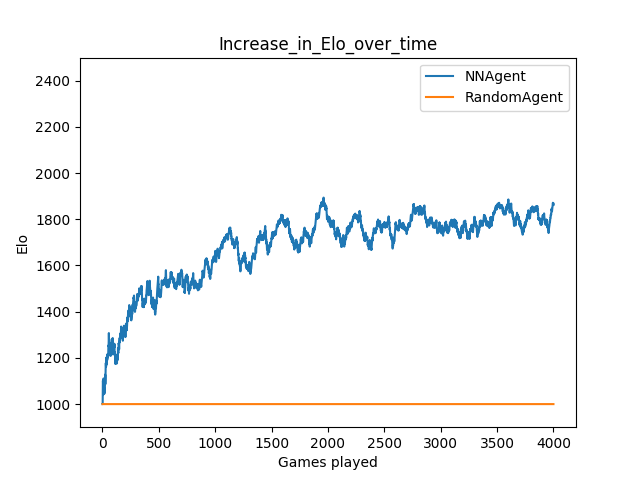 Increase_in_Elo_over_time
NNAgent
RandomAgent
2400
2200
2000
1800
1600
1400
1200
1000
Elo
0 500 1000 1500 2000 2500 3000 3500 4000
Games played